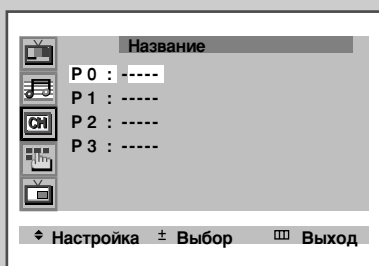 Название
P 0 : -----
P 1 : -----
P 2 : -----
P 3 : -----
CH
Настройка ± Выбор Выход